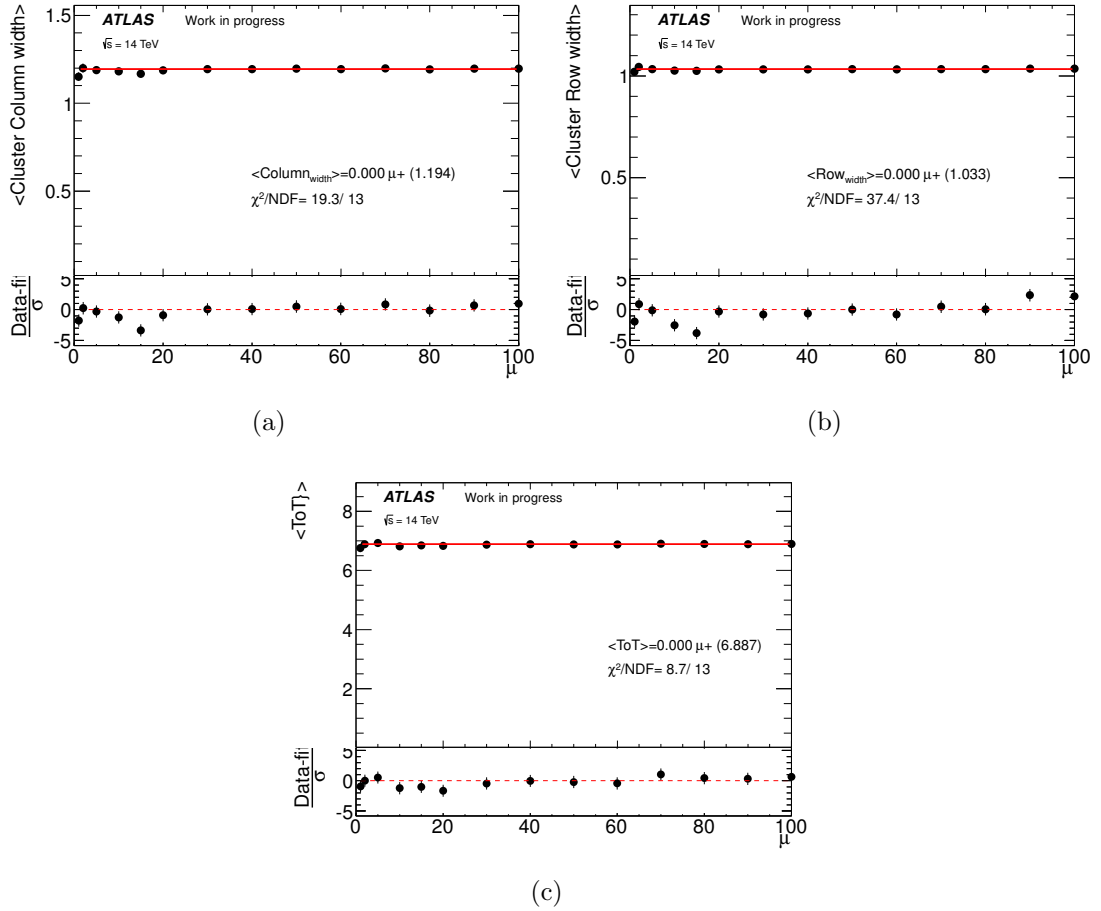 ATLAS Work in progress
√s = 14 TeV
<Cluster Column width>
1.5
1
0.5
<Column_width>=0.000 μ+ (1.194)
χ²/NDF= 19.3/ 13
Data-fit
σ
5
0
-5
0 20 40 60 80 100
μ
(a)
ATLAS Work in progress
√s = 14 TeV
<Cluster Row width>
1
0.5
<Row_width>=0.000 μ+ (1.033)
χ²/NDF= 37.4/ 13
Data-fit
σ
5
0
-5
0 20 40 60 80 100
μ
(b)
ATLAS Work in progress
√s = 14 TeV
<ToT}>
8
6
4
2
<ToT>=0.000 μ+ (6.887)
χ²/NDF= 8.7/ 13
Data-fit
σ
5
0
-5
0 20 40 60 80 100
μ
(c)